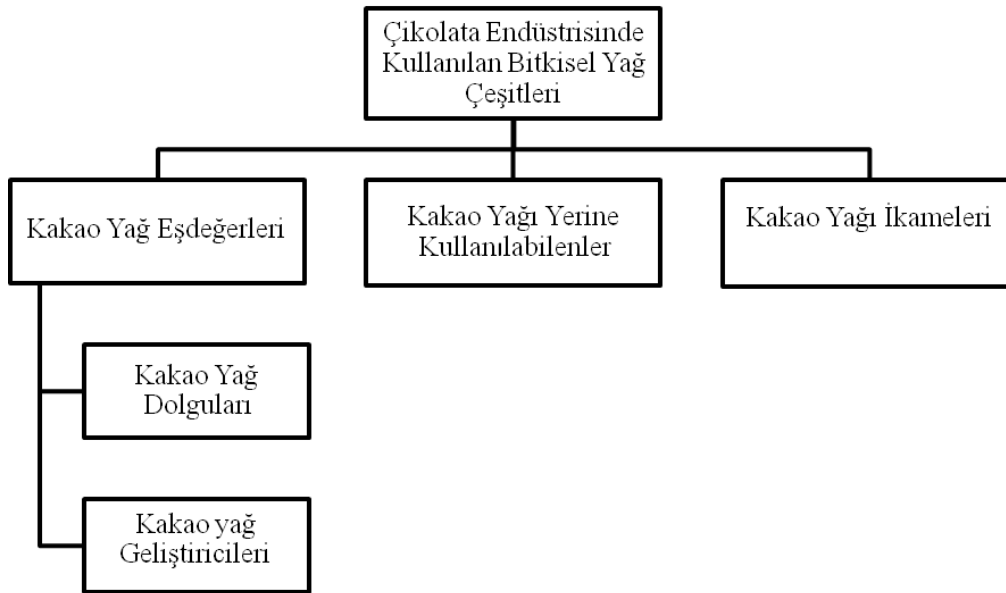 Çikolata Endüstrisinde
Kullanılan Bitkisel Yağ
Çeşitleri
Kakao Yağ Eşdeğerleri
Kakao Yağı Yerine
Kullanılabilenler
Kakao Yağı İkameleri
Kakao Yağ
Dolguları
Kakao yağ
Geliştiricileri